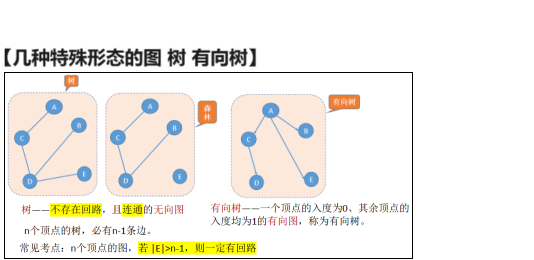 【几种特殊形态的图 树 有向树】
树
森林
有向树
A
B
C
D
E
A
B
C
D
E
A
B
C
D
E
树——不存在回路，且连通的无向图
n个顶点的树，必有n-1条边。
常见考点：n个顶点的图，若 |E|>n-1，则一定有回路
有向树——一个顶点的入度为0、其余顶点的
入度均为1的有向图，称为有向树。